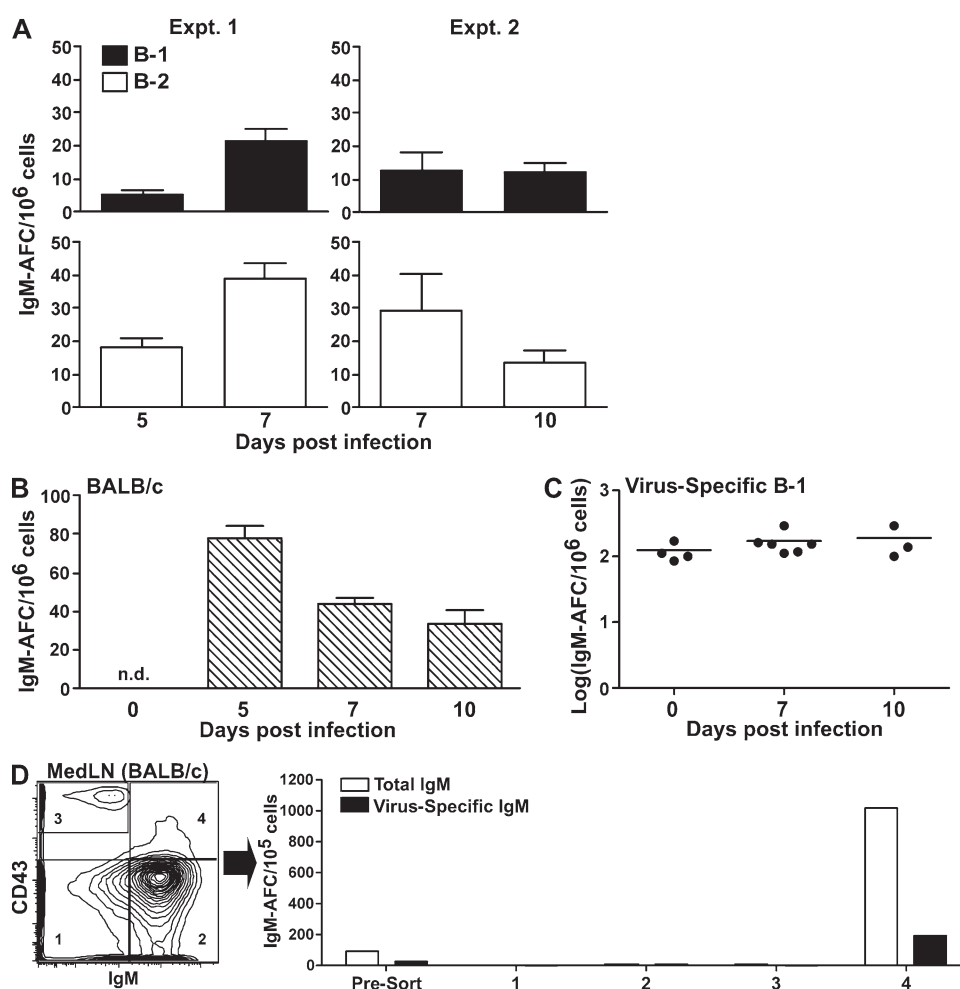 A
Expt. 1
Expt. 2
B-1
B-2
50
40
30
20
10
0
50
40
30
20
10
0
IgM-AFC/10⁶ cells
50
40
30
20
10
0
50
40
30
20
10
0
5
7
7
10
Days post infection
B
BALB/c
100
80
60
40
20
0
IgM-AFC/10⁶ cells
n.d.
0
5
7
10
Days post infection
C
Virus-Specific B-1
3
2
1
0
Log(IgM-AFC/10⁶ cells)
0
7
10
Days post infection
D
MedLN (BALB/c)
3
4
1
2
CD43
IgM
1200
1000
800
600
400
200
0
IgM-AFC/10⁵ cells
Total IgM
Virus-Specific IgM
Pre-Sort
1
2
3
4